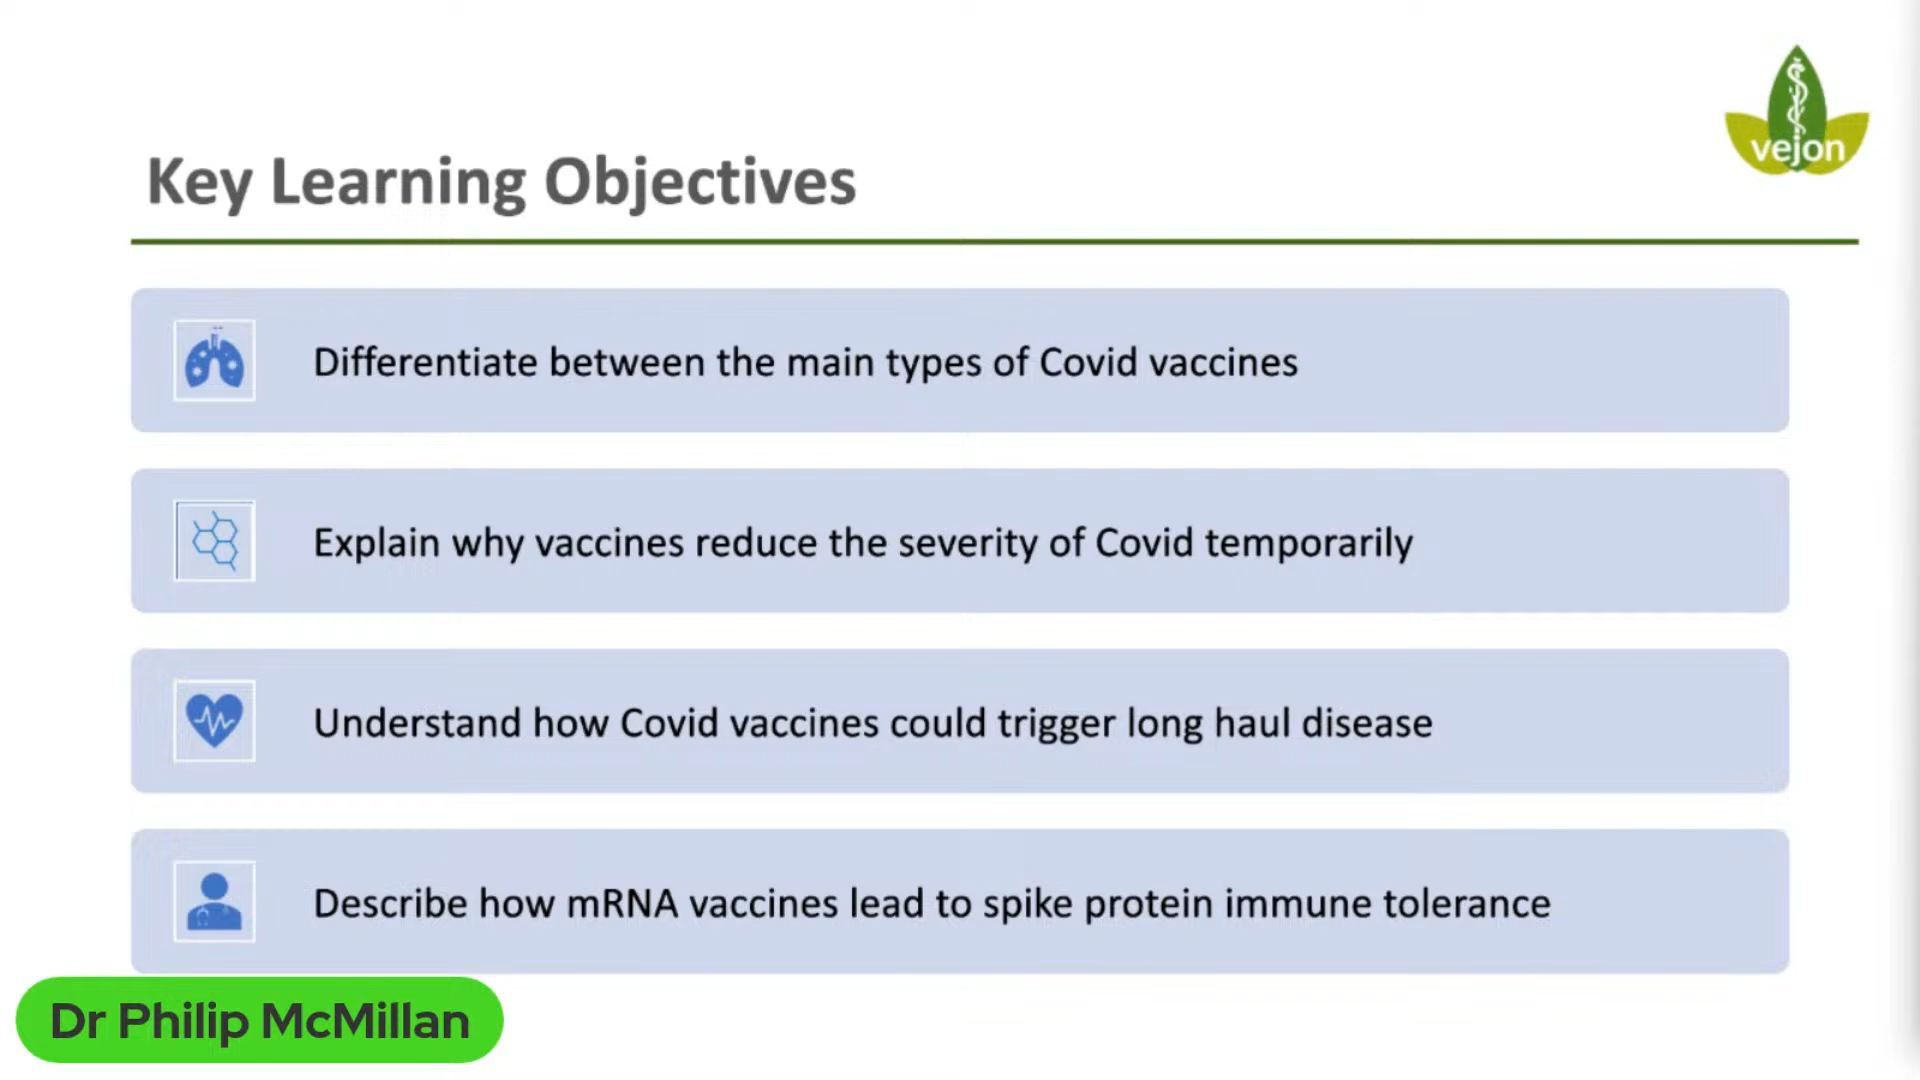 vejon
Key Learning Objectives
Differentiate between the main types of Covid vaccines
Explain why vaccines reduce the severity of Covid temporarily
Understand how Covid vaccines could trigger long haul disease
Describe how mRNA vaccines lead to spike protein immune tolerance
Dr Philip McMillan